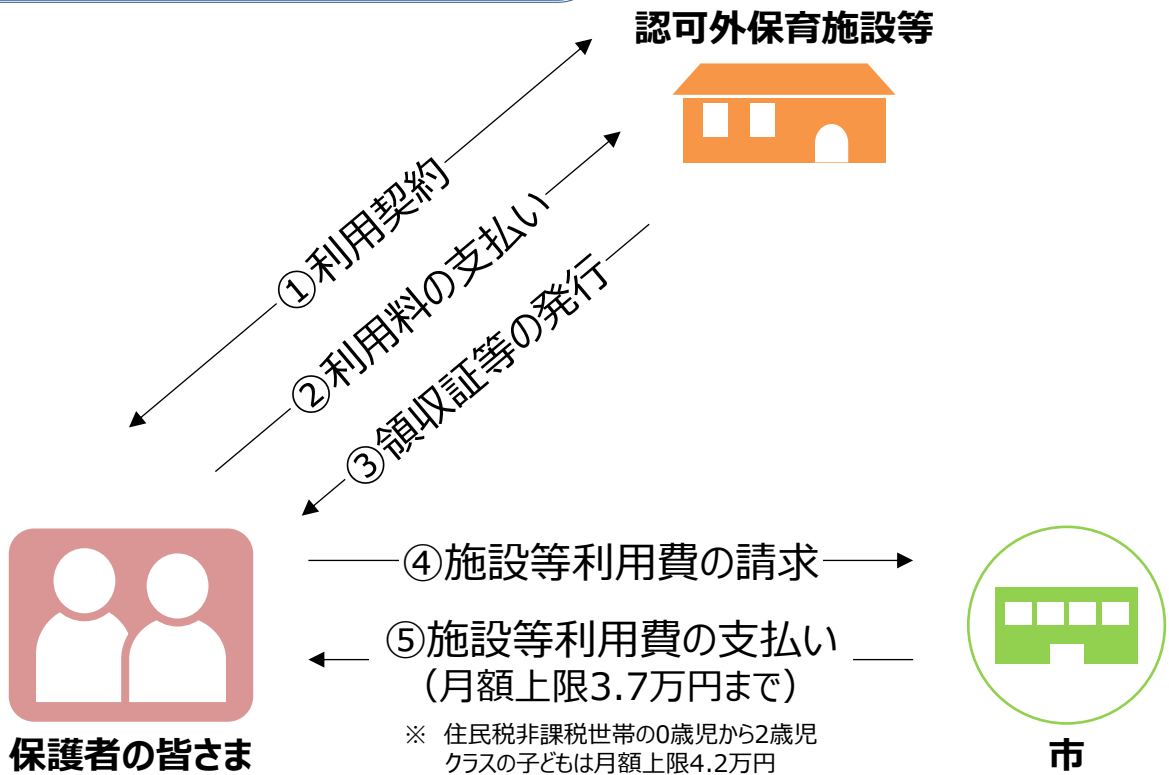 認可外保育施設等
①利用契約
②利用料の支払い
③領収証等の発行
④施設等利用費の請求
⑤施設等利用費の支払い
（月額上限3.7万円まで）
※ 住民税非課税世帯の0歳児から2歳児
クラスの子どもは月額上限4.2万円
保護者の皆さま
市